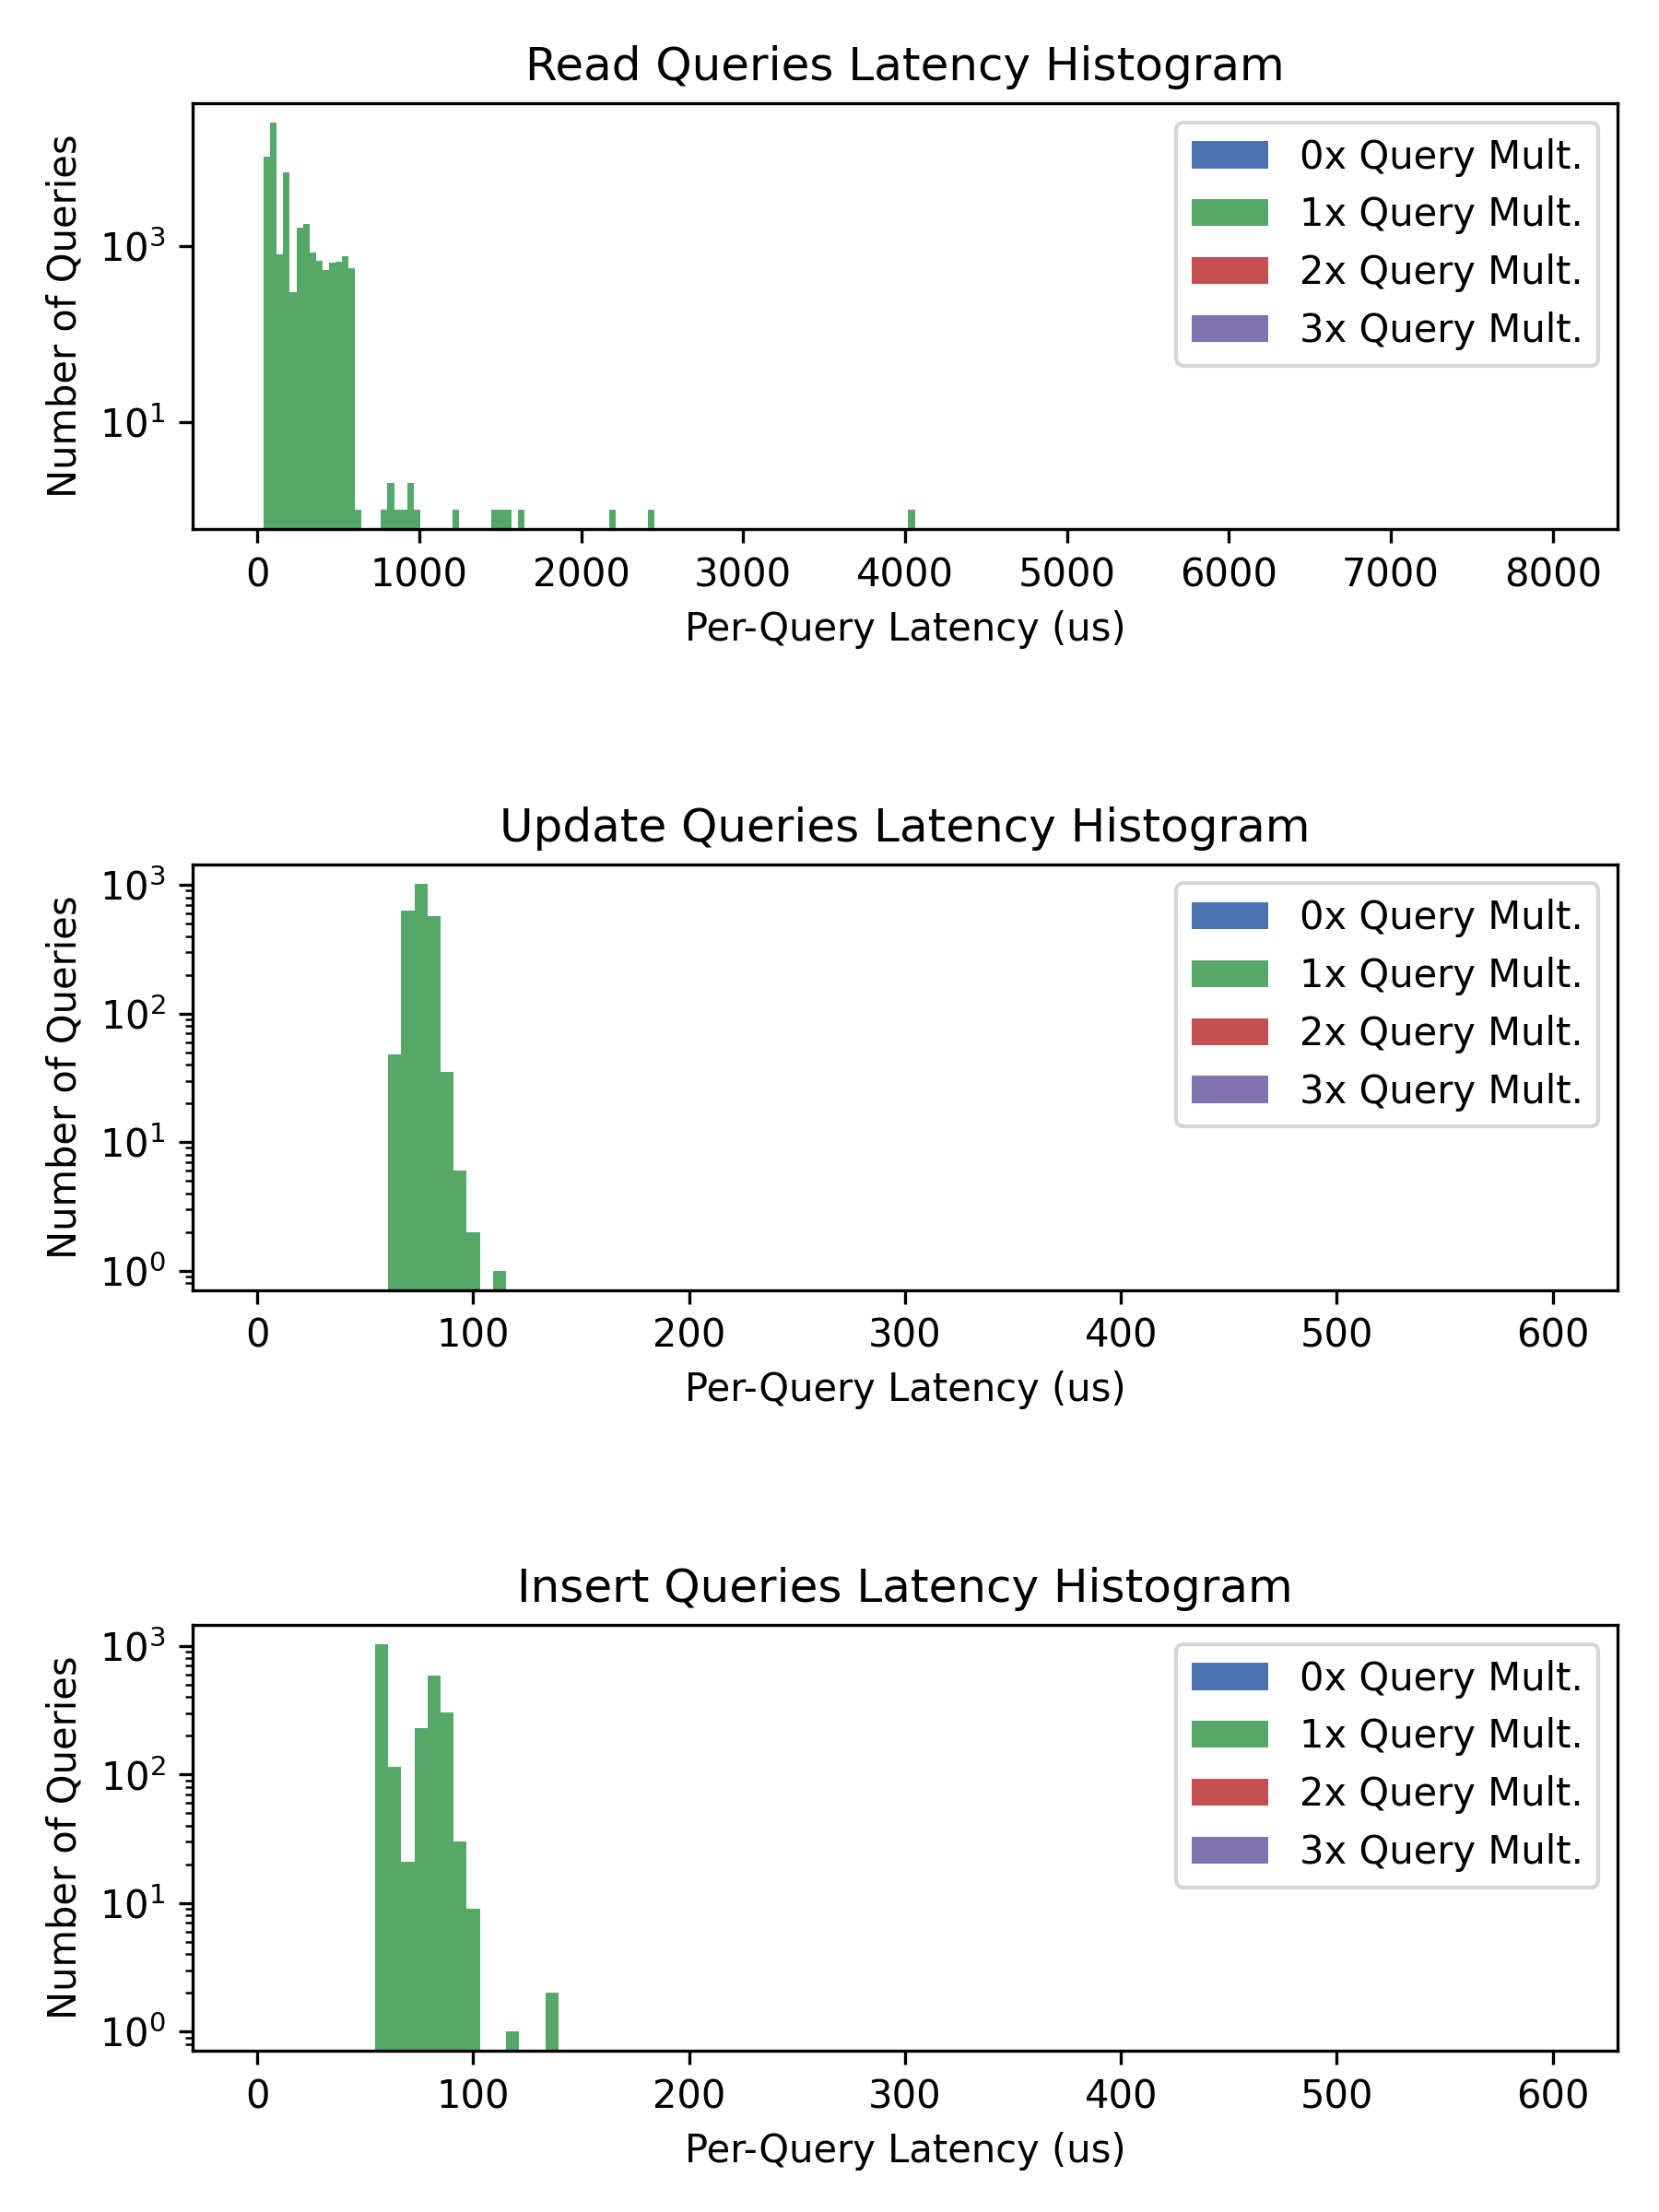 Read Queries Latency Histogram
Number of Queries
10³
10¹
0x Query Mult.
1x Query Mult.
2x Query Mult.
3x Query Mult.
0 1000 2000 3000 4000 5000 6000 7000 8000
Per-Query Latency (us)
Update Queries Latency Histogram
Number of Queries
10³
10²
10¹
10⁰
0x Query Mult.
1x Query Mult.
2x Query Mult.
3x Query Mult.
0 100 200 300 400 500 600
Per-Query Latency (us)
Insert Queries Latency Histogram
Number of Queries
10³
10²
10¹
10⁰
0x Query Mult.
1x Query Mult.
2x Query Mult.
3x Query Mult.
0 100 200 300 400 500 600
Per-Query Latency (us)